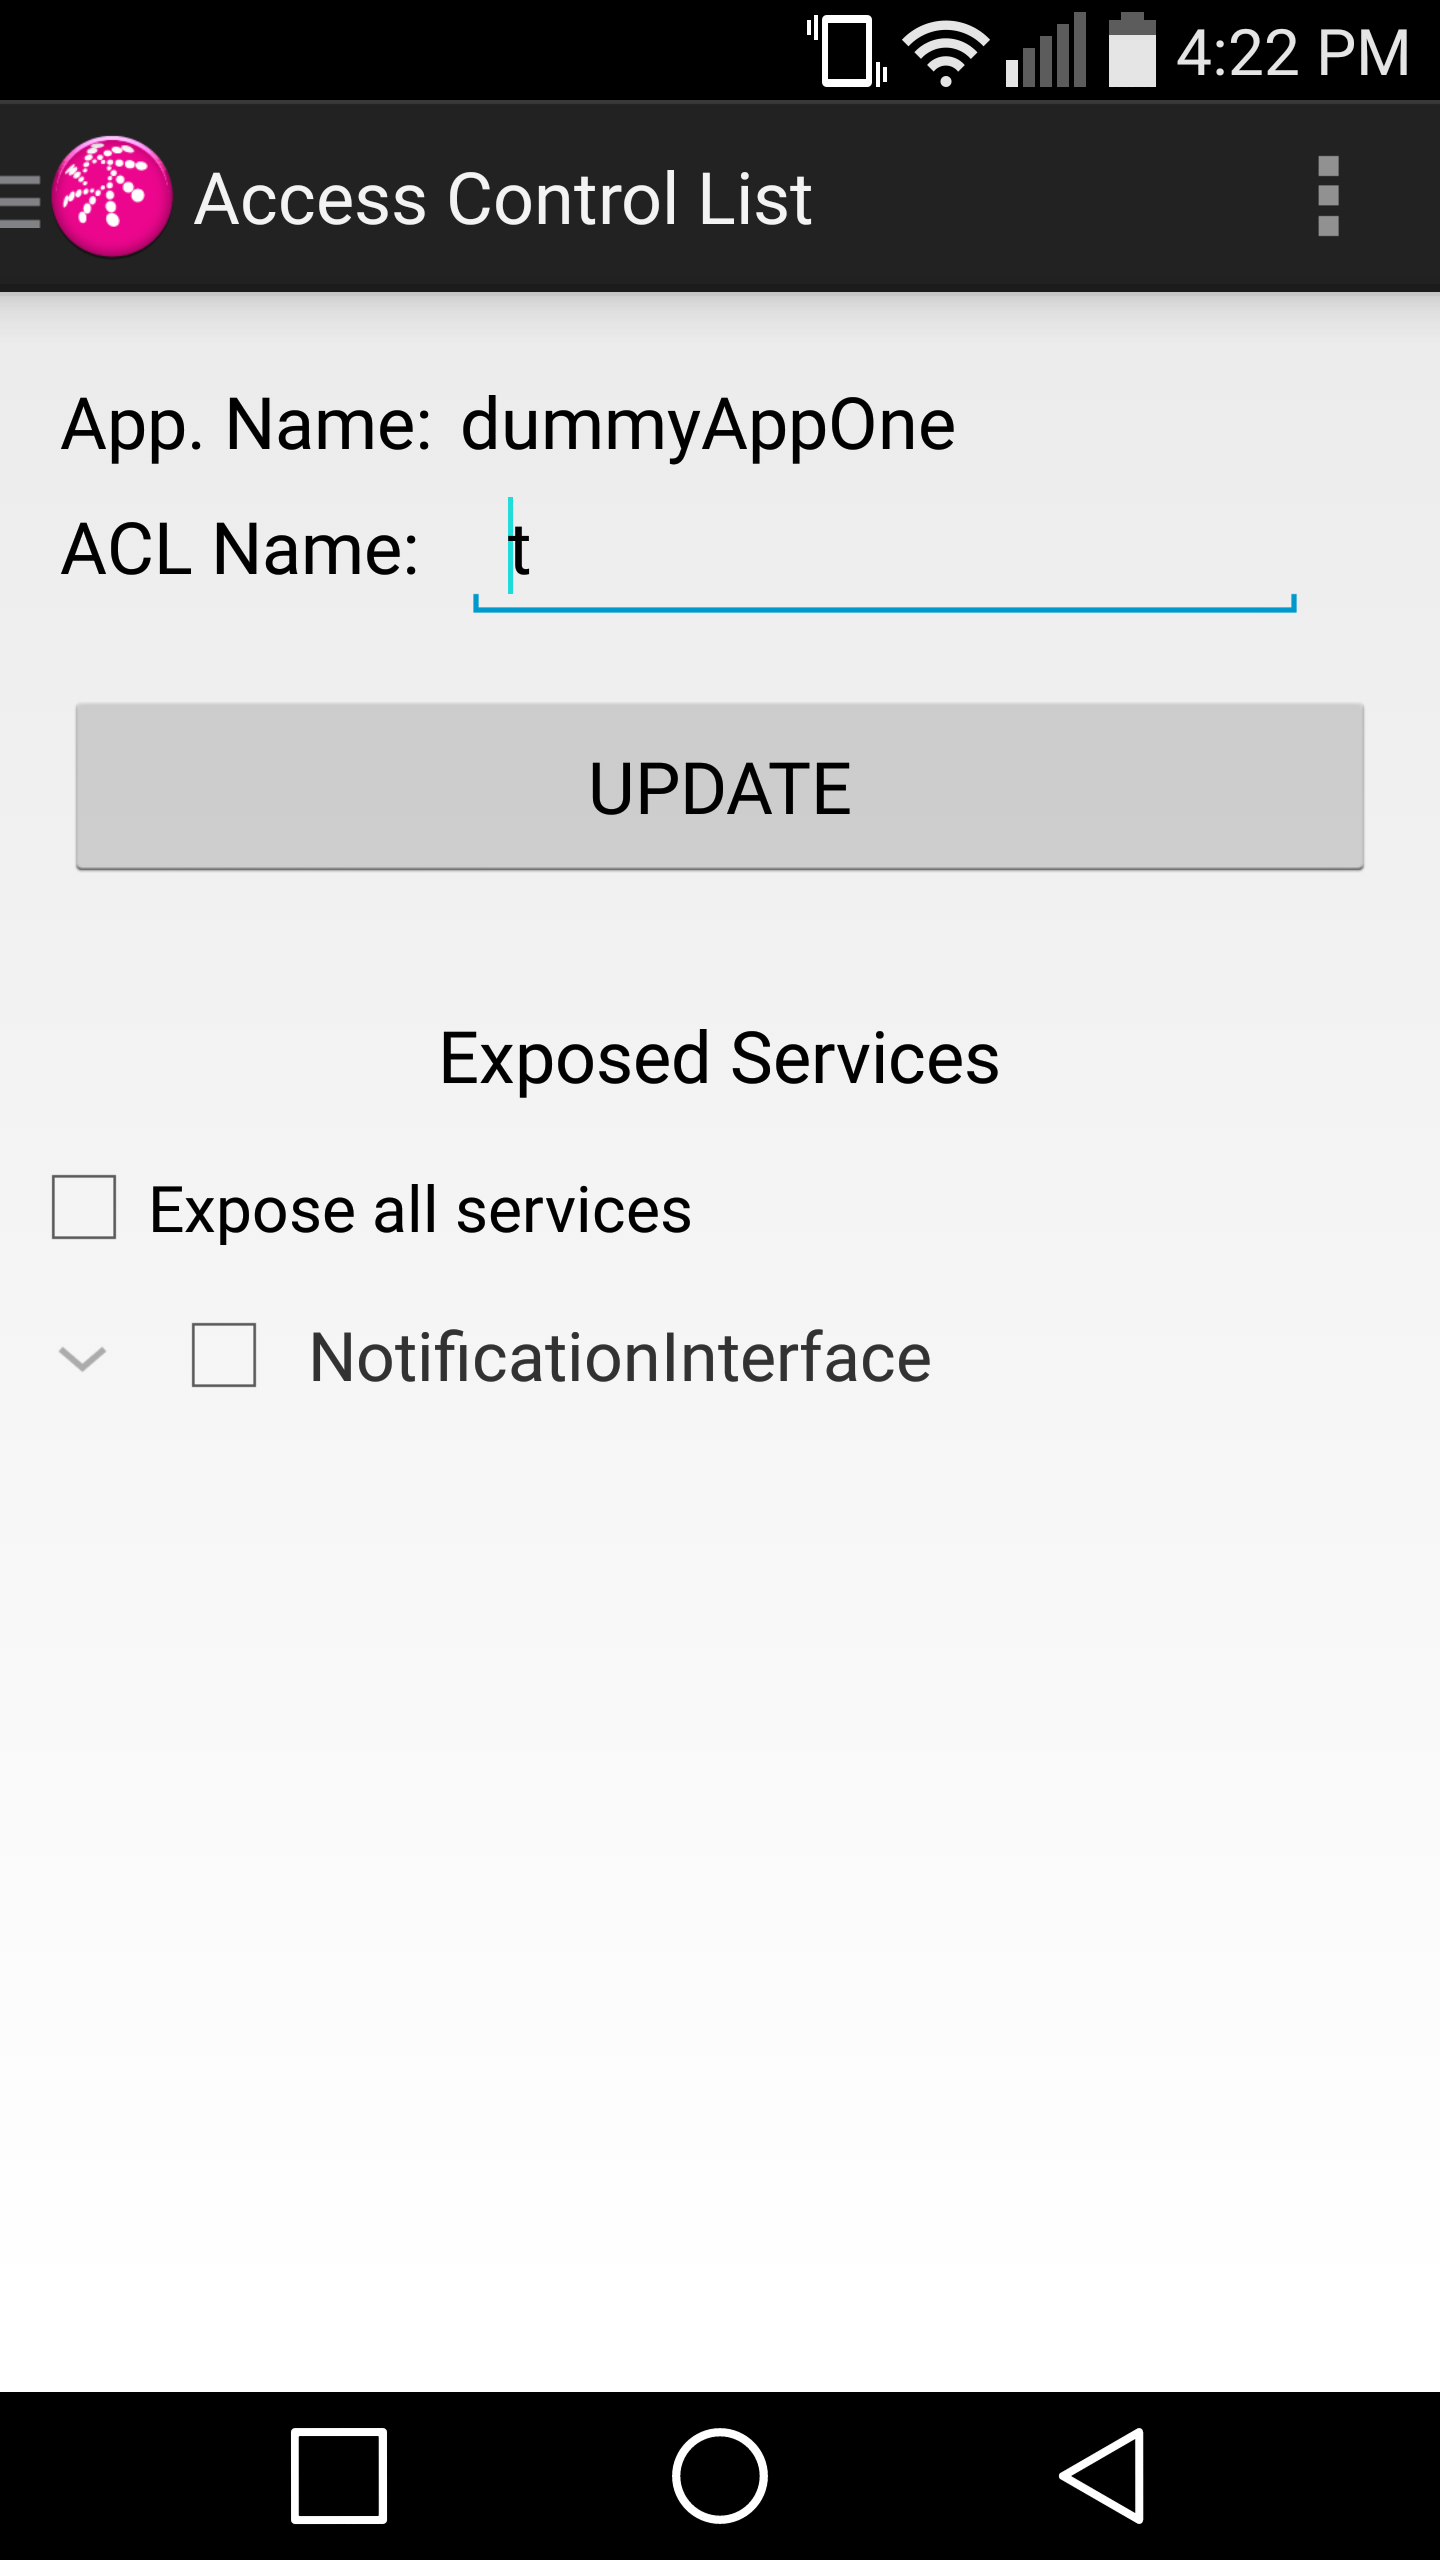 4:22 PM
Access Control List
App. Name: dummyAppOne
ACL Name: t
UPDATE
Exposed Services
Expose all services
NotificationInterface